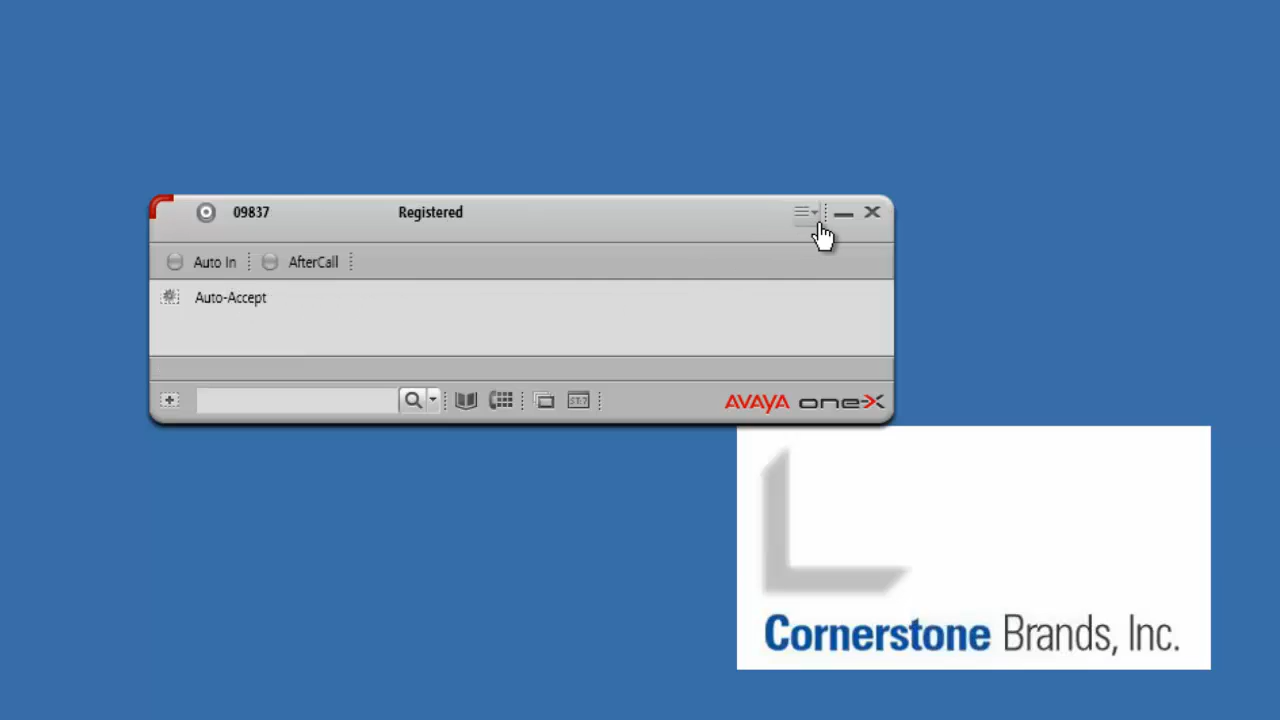 09837 Registered
Auto In AfterCall
Auto-Accept
AVAYA one-X
Cornerstone Brands, Inc.